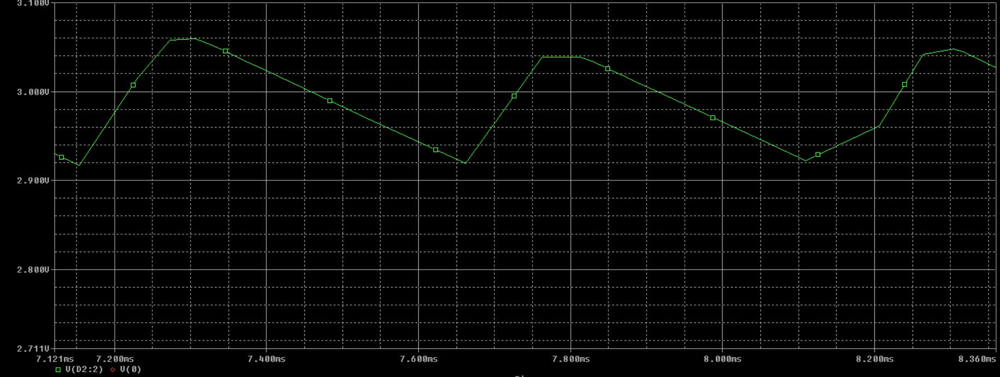 3.100V
3.000V
2.900V
2.800V
2.711V
7.121ms 7.200ms 7.400ms 7.600ms 7.800ms 8.000ms 8.200ms 8.360ms
V(D2:2) V(0)